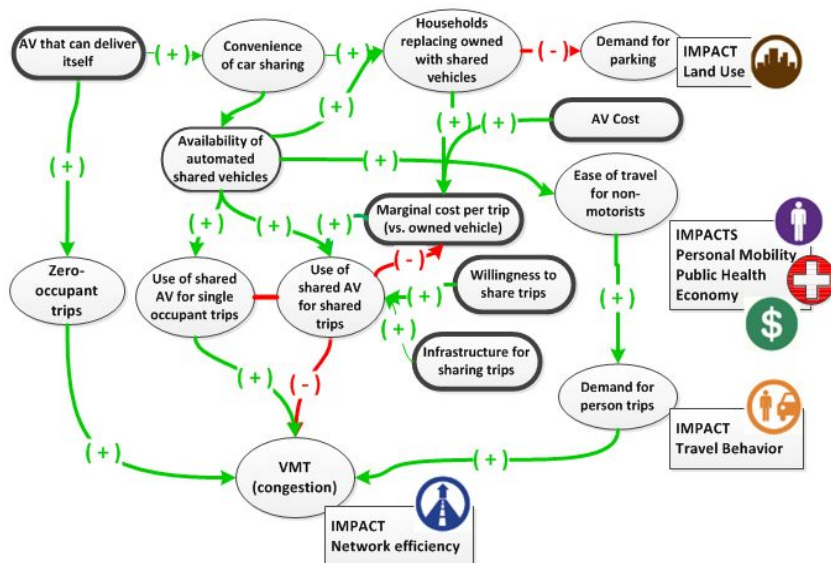 AV that can deliver
itself
(+)
Convenience
of car sharing
(+)
Households
replacing owned
with shared
vehicles
(-)
Demand for
parking
IMPACT
Land Use
(+)
(+)
(+)
AV Cost
(+)
Availability of
automated
shared vehicles
(+)
Ease of travel
for non-
motorists
(+)
(+)
(+)
Marginal cost per trip
(vs. owned vehicle)
(-)
IMPACTS
Personal Mobility
Public Health
Economy
$
Zero-
occupant
trips
Use of shared
AV for single
occupant trips
Use of
shared AV
for shared
trips
(+)
Willingness to
share trips
(+)
(+)
Infrastructure for
sharing trips
(+)
(-)
Demand for
person trips
IMPACT
Travel Behavior
(+)
VMT
(congestion)
(+)
IMPACT
Network efficiency